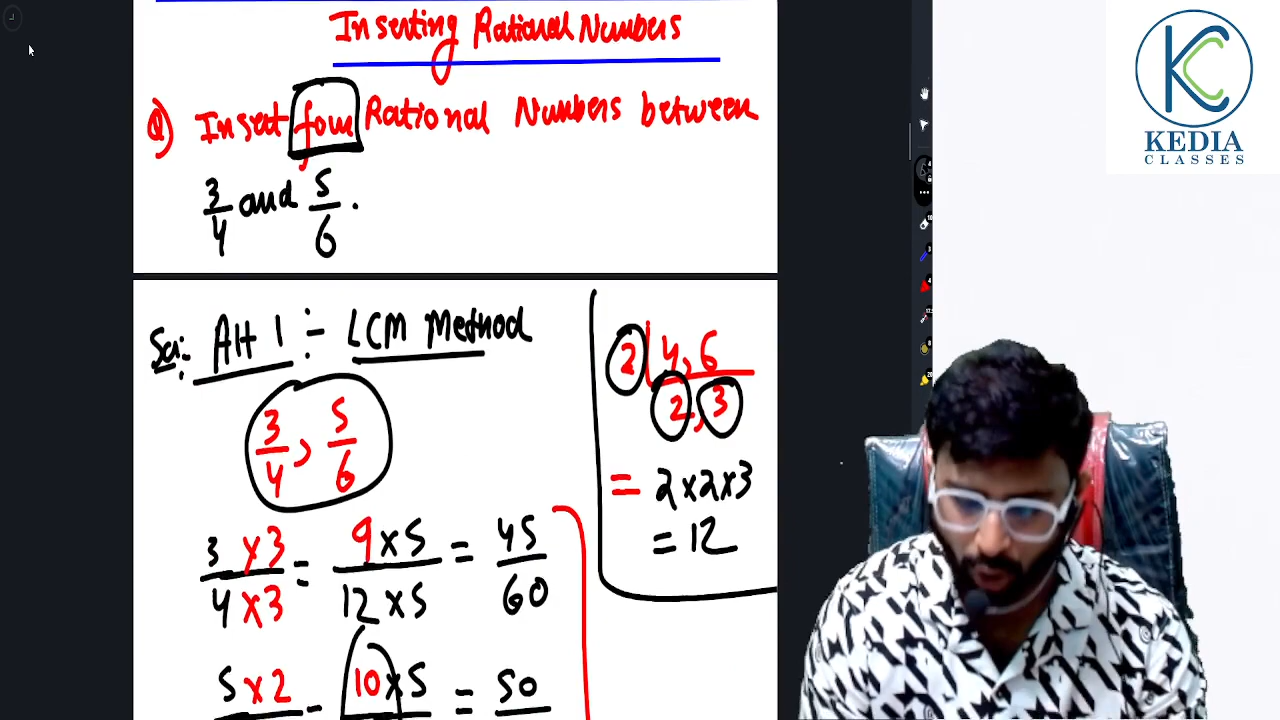 Inserting Rational Numbers
Q) Insert four Rational Numbers between
3/4 and 5/6.
Sol:- Alt 1 :- LCM Method
3/4, 5/6
3×3/4×3 = 9×5/12×5 = 45/60
5×2 = 10×5 = 50
2 | 4, 6
2, 3
= 2×2×3
= 12
KC
KEDIA
CLASSES